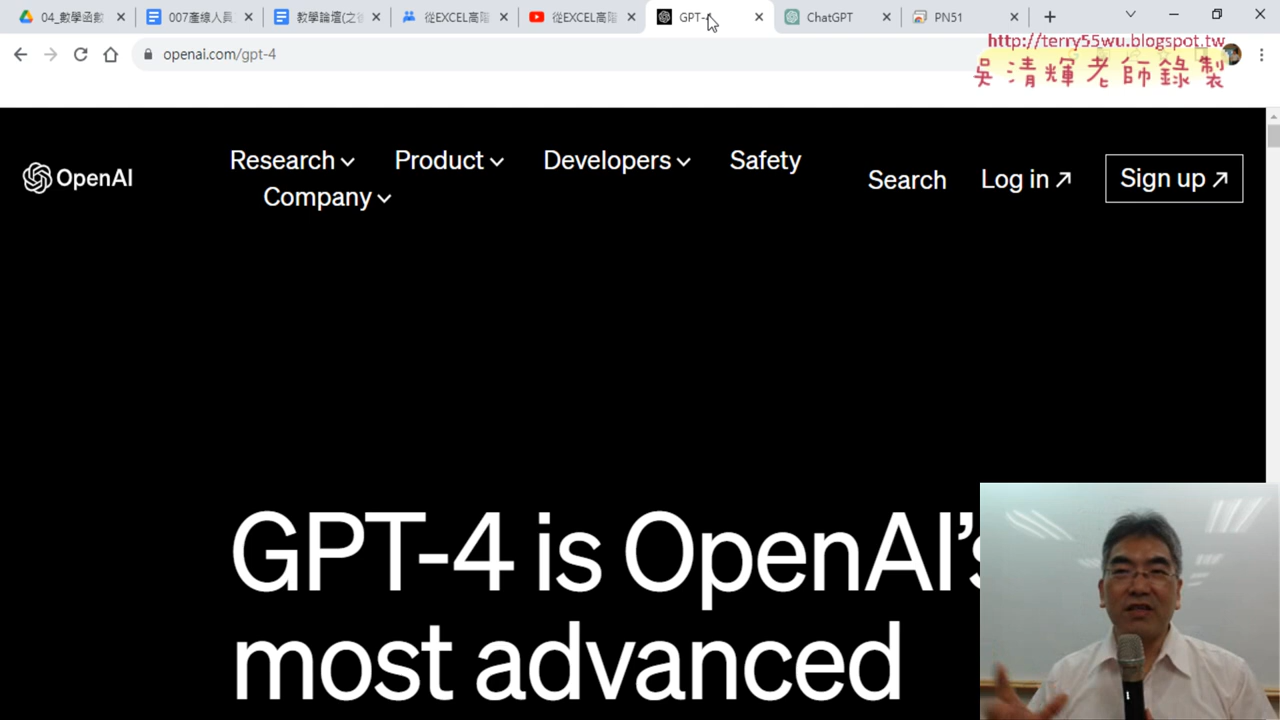 04_數學函數
007產線人員
教學論壇(之後
從EXCEL高階
從EXCEL高階
GPT-4
ChatGPT
PN51
openai.com/gpt-4
http://terry55wu.blogspot.tw
吳清輝老師錄製
OpenAI
Research
Product
Developers
Safety
Company
Search
Log in
Sign up
GPT-4 is OpenAI’s
most advanced